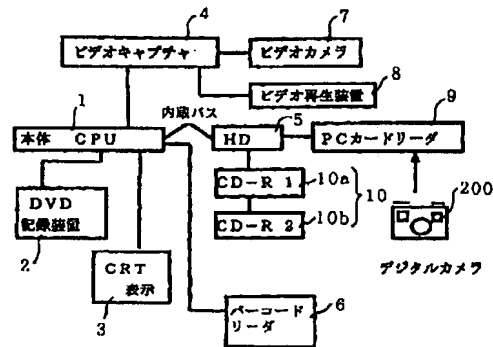 4
ビデオキャプチャ
7
ビデオカメラ
8
ビデオ再生装置
1
本体 CPU
内蔵バス
5
HD
9
PCカードリーダ
CD-R 1
10a
CD-R 2
10b
10
200
デジタルカメラ
DVD
記録装置
2
CRT
表示
3
バーコード
リーダ
6